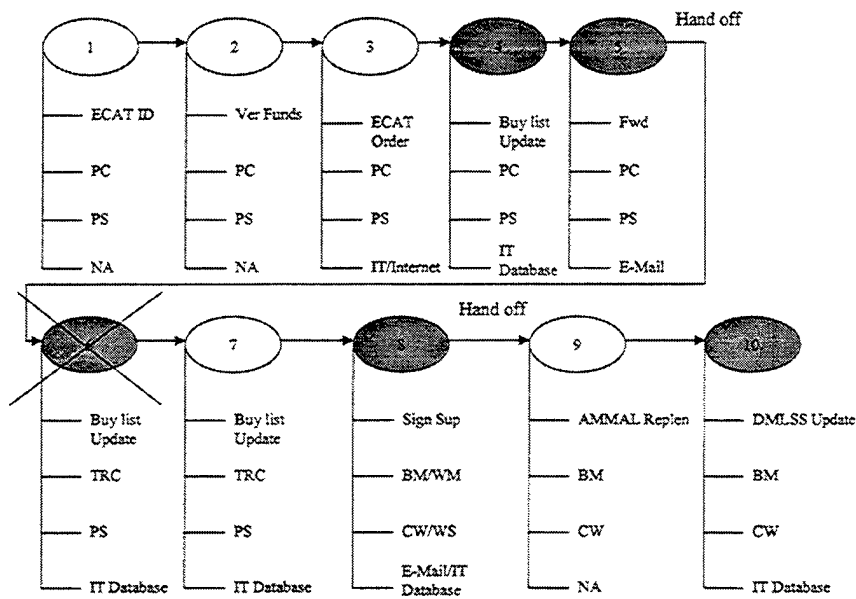 Hand off
1
2
3
4
5
ECAT ID
Ver Funds
ECAT
Order
Buy list
Update
Fwd
PC
PC
PC
PC
PC
PS
PS
PS
PS
PS
NA
NA
IT/Internet
IT
Database
E-Mail
Hand off
7
8
9
10
Buy list
Update
Buy list
Update
Sign Sup
AMMAL Replen
DMLSS Update
TRC
TRC
BM/WM
BM
BM
PS
PS
CW/WS
CW
CW
IT Database
IT Database
E-Mail/IT
Database
NA
IT Database